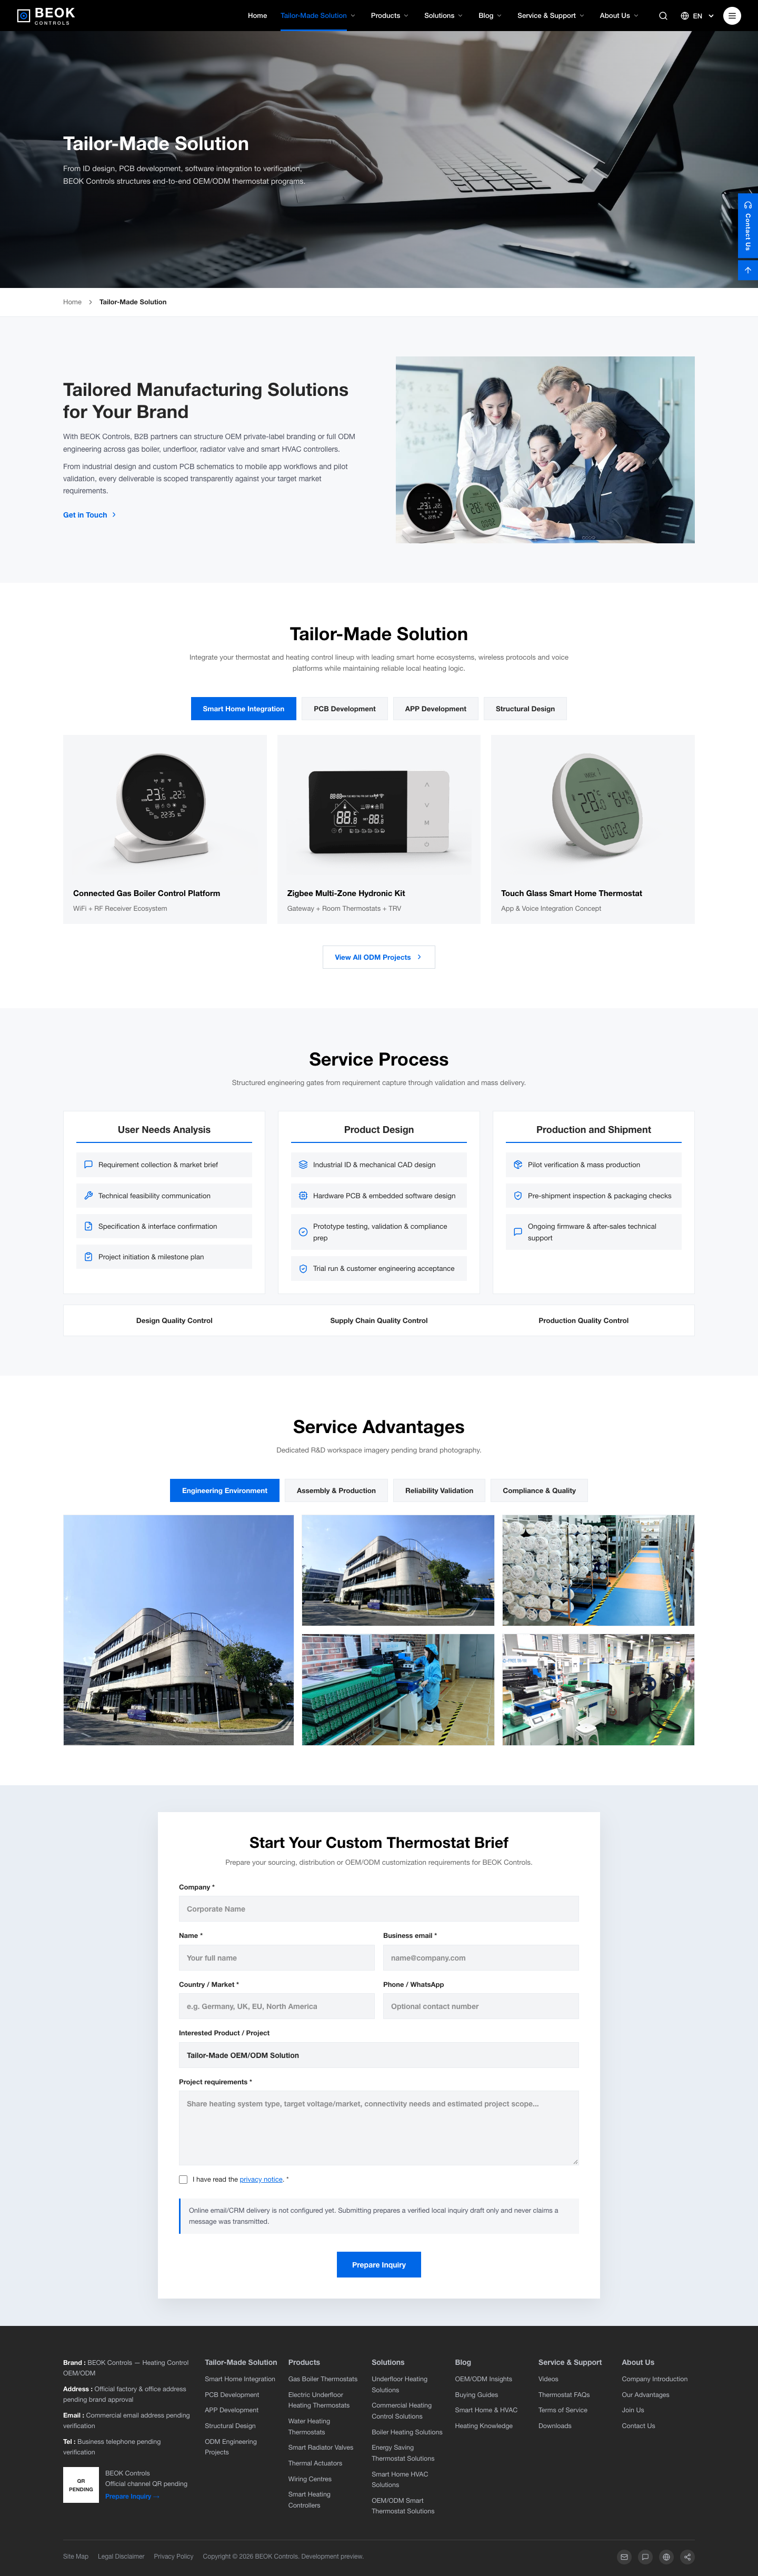 BEOK
CONTROLS
Home
Tailor-Made Solution
Products
Solutions
Blog
Service & Support
About Us
EN
Tailor-Made Solution
From ID design, PCB development, software integration to verification,
BEOK Controls structures end-to-end OEM/ODM thermostat programs.
Contact Us
Home
Tailor-Made Solution
Tailored Manufacturing Solutions
for Your Brand
With BEOK Controls, B2B partners can structure OEM private-label branding or full ODM
engineering across gas boiler, underfloor, radiator valve and smart HVAC controllers.
From industrial design and custom PCB schematics to mobile app workflows and pilot
validation, every deliverable is scoped transparently against your target market
requirements.
Get in Touch
Tailor-Made Solution
Integrate your thermostat and heating control lineup with leading smart home ecosystems, wireless protocols and voice
platforms while maintaining reliable local heating logic.
Smart Home Integration
PCB Development
APP Development
Structural Design
Connected Gas Boiler Control Platform
WiFi + RF Receiver Ecosystem
Zigbee Multi-Zone Hydronic Kit
Gateway + Room Thermostats + TRV
Touch Glass Smart Home Thermostat
App & Voice Integration Concept
View All ODM Projects
Service Process
Structured engineering gates from requirement capture through validation and mass delivery.
User Needs Analysis
Requirement collection & market brief
Technical feasibility communication
Specification & interface confirmation
Project initiation & milestone plan
Product Design
Industrial ID & mechanical CAD design
Hardware PCB & embedded software design
Prototype testing, validation & compliance
prep
Trial run & customer engineering acceptance
Production and Shipment
Pilot verification & mass production
Pre-shipment inspection & packaging checks
Ongoing firmware & after-sales technical
support
Design Quality Control
Supply Chain Quality Control
Production Quality Control
Service Advantages
Dedicated R&D workspace imagery pending brand photography.
Engineering Environment
Assembly & Production
Reliability Validation
Compliance & Quality
Start Your Custom Thermostat Brief
Prepare your sourcing, distribution or OEM/ODM customization requirements for BEOK Controls.
Company *
Corporate Name
Name *
Business email *
Your full name
name@company.com
Country / Market *
Phone / WhatsApp
e.g. Germany, UK, EU, North America
Optional contact number
Interested Product / Project
Tailor-Made OEM/ODM Solution
Project requirements *
Share heating system type, target voltage/market, connectivity needs and estimated project scope...
I have read the privacy notice. *
Online email/CRM delivery is not configured yet. Submitting prepares a verified local inquiry draft only and never claims a
message was transmitted.
Prepare Inquiry
Brand : BEOK Controls — Heating Control
OEM/ODM
Address : Official factory & office address
pending brand approval
Email : Commercial email address pending
verification
Tel : Business telephone pending
verification
QR
PENDING
BEOK Controls
Official channel QR pending
Prepare Inquiry →
Tailor-Made Solution
Smart Home Integration
PCB Development
APP Development
Structural Design
ODM Engineering
Projects
Products
Gas Boiler Thermostats
Electric Underfloor
Heating Thermostats
Water Heating
Thermostats
Smart Radiator Valves
Thermal Actuators
Wiring Centres
Smart Heating
Controllers
Solutions
Underfloor Heating
Solutions
Commercial Heating
Control Solutions
Boiler Heating Solutions
Energy Saving
Thermostat Solutions
Smart Home HVAC
Solutions
OEM/ODM Smart
Thermostat Solutions
Blog
OEM/ODM Insights
Buying Guides
Smart Home & HVAC
Heating Knowledge
Service & Support
Videos
Thermostat FAQs
Terms of Service
Downloads
About Us
Company Introduction
Our Advantages
Join Us
Contact Us
Site Map
Legal Disclaimer
Privacy Policy
Copyright © 2026 BEOK Controls. Development preview.